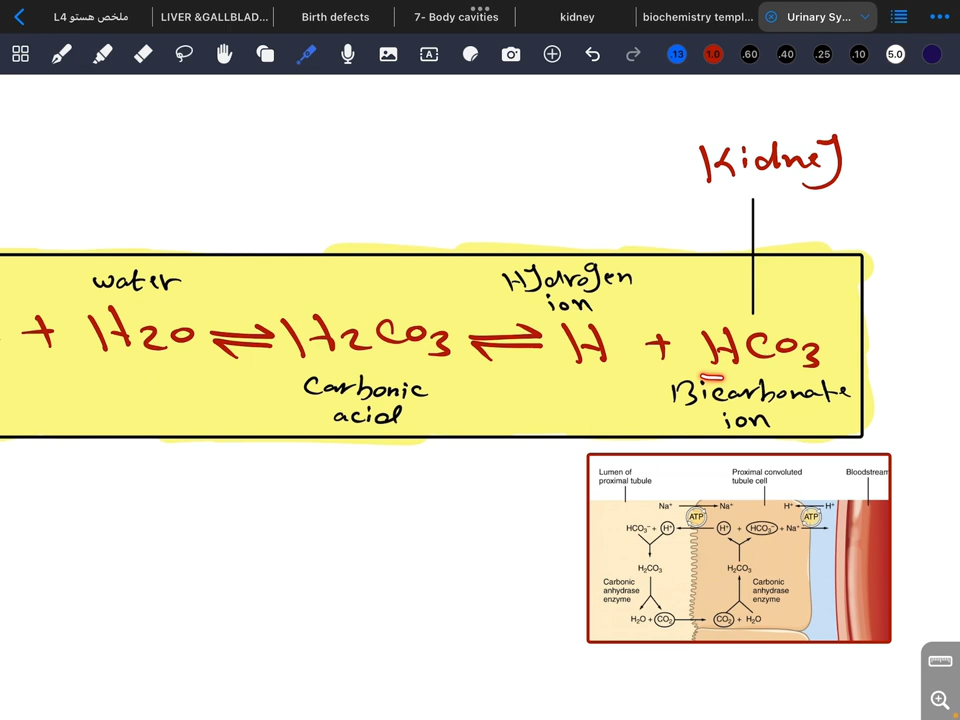 ملخص هستو L4
LIVER &GALLBLAD...
Birth defects
7- Body cavities
kidney
biochemistry templ...
Urinary Sy...
13
1.0
.60
.40
.25
.10
5.0
Kidney
water
Hydrogen
ion
+ H2O ⇌ H2CO3 ⇌ H + HCO3
Carbonic
acid
Bicarbonate
ion
Lumen of
proximal tubule
Proximal convoluted
tubule cell
Bloodstream
Na⁺ → Na⁺
H⁺ ← H⁺
ATP
ATP
HCO₃⁻ + H⁺ ← H⁺ + HCO₃⁻ + Na⁺ →
H₂CO₃
H₂CO₃
Carbonic
anhydrase
enzyme
Carbonic
anhydrase
enzyme
H₂O + CO₂ → CO₂ + H₂O